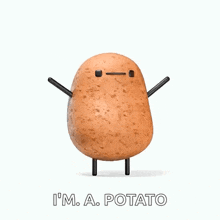 I'M. A. POTATO